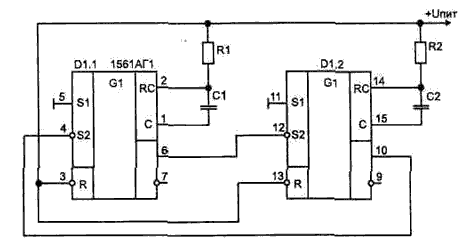 +Uпит
R1
R2
D1.1 1561АГ1
D1.2
G1
G1
2
RC
14
RC
5
S1
C1
11
S1
C2
1
C
15
C
4
S2
12
S2
6
10
3
R
7
13
R
9